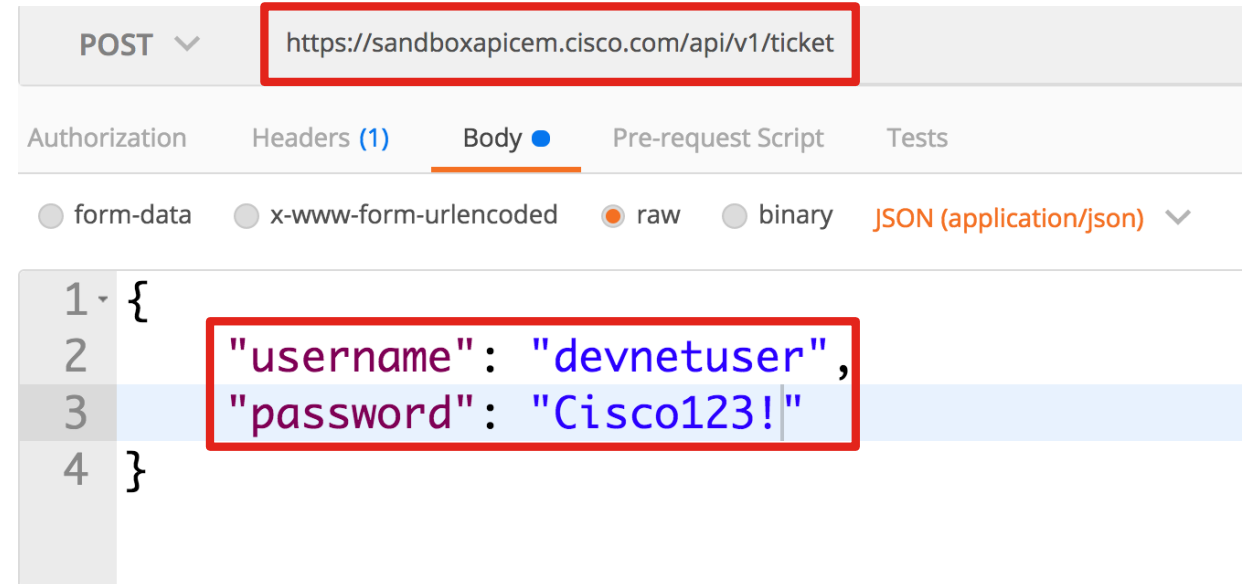 POST https://sandboxapicem.cisco.com/api/v1/ticket
Authorization Headers (1) Body Pre-request Script Tests
form-data x-www-form-urlencoded raw binary JSON (application/json)
1 {
2 "username": "devnetuser",
3 "password": "Cisco123!"
4 }